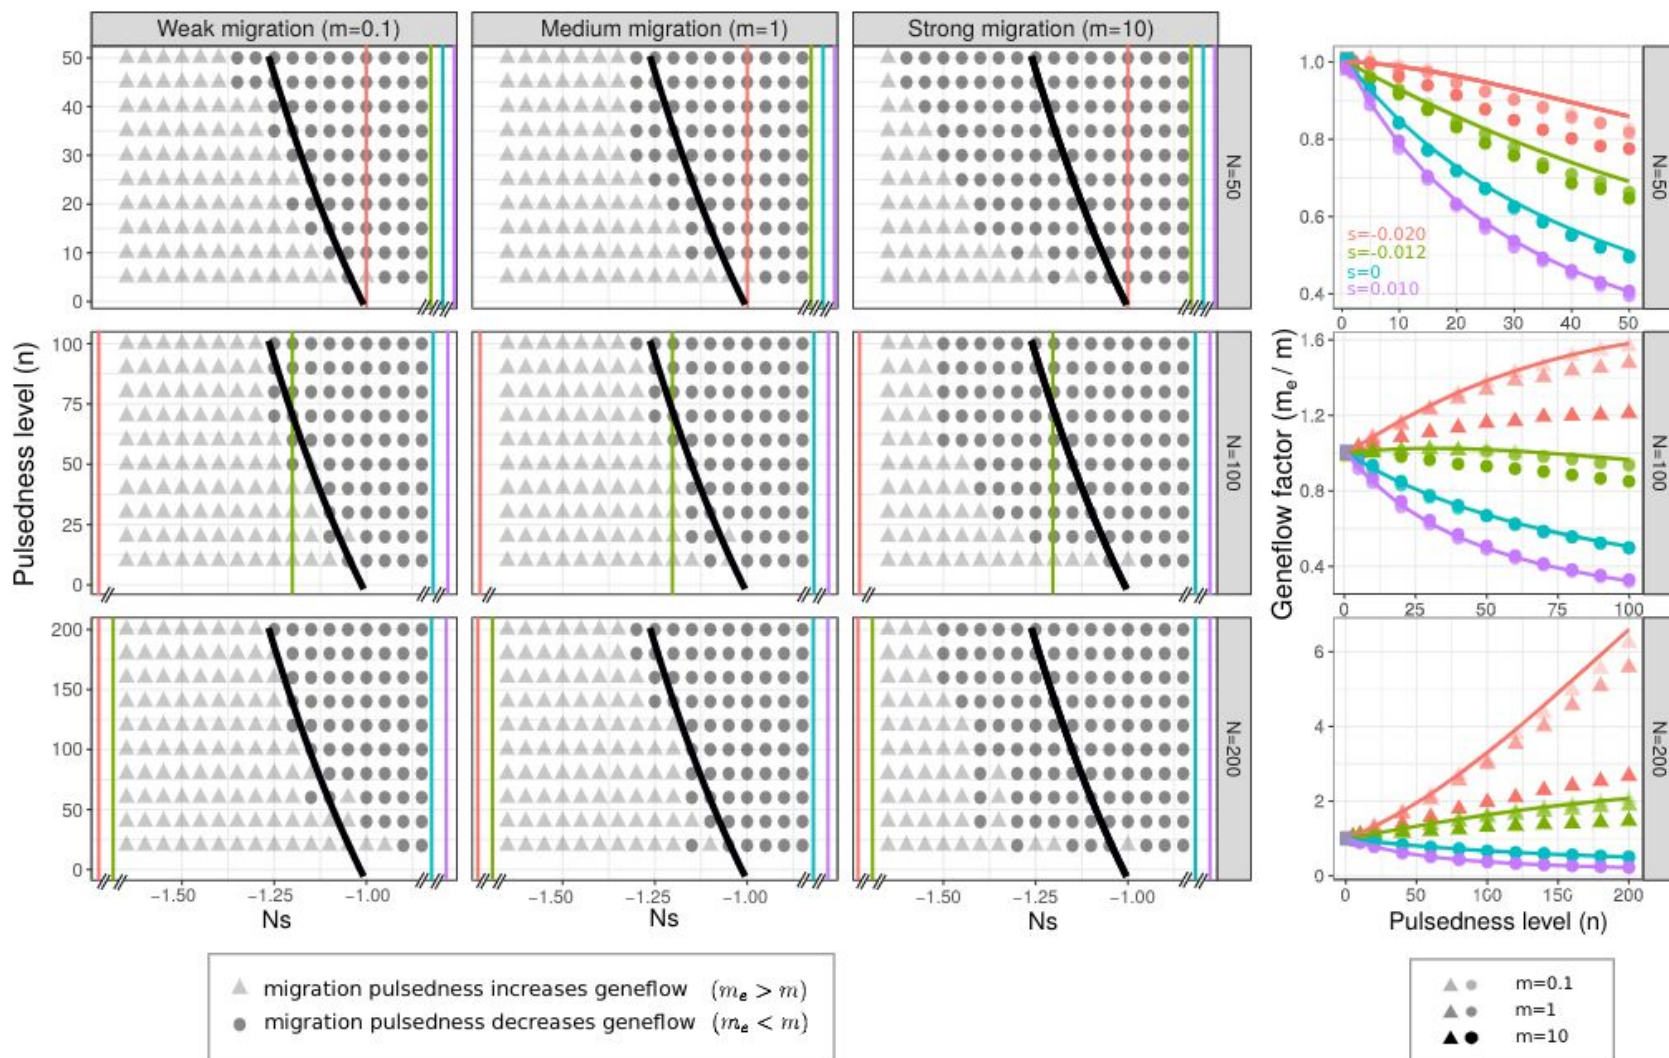 Weak migration (m=0.1)
Medium migration (m=1)
Strong migration (m=10)
Pulsedness level (n)
50
40
30
20
10
0
N=50
100
75
50
25
0
N=100
200
150
100
50
0
N=200
−1.50 −1.25 −1.00
Ns
−1.50 −1.25 −1.00
Ns
−1.50 −1.25 −1.00
Ns
Geneflow factor (me / m)
1.0
0.8
0.6
0.4
s=-0.020
s=-0.012
s=0
s=0.010
0 10 20 30 40 50
N=50
1.6
1.2
0.8
0.4
0 25 50 75 100
N=100
6
4
2
0
0 50 100 150 200
N=200
Pulsedness level (n)
migration pulsedness increases geneflow (me > m)
migration pulsedness decreases geneflow (me < m)
m=0.1
m=1
m=10